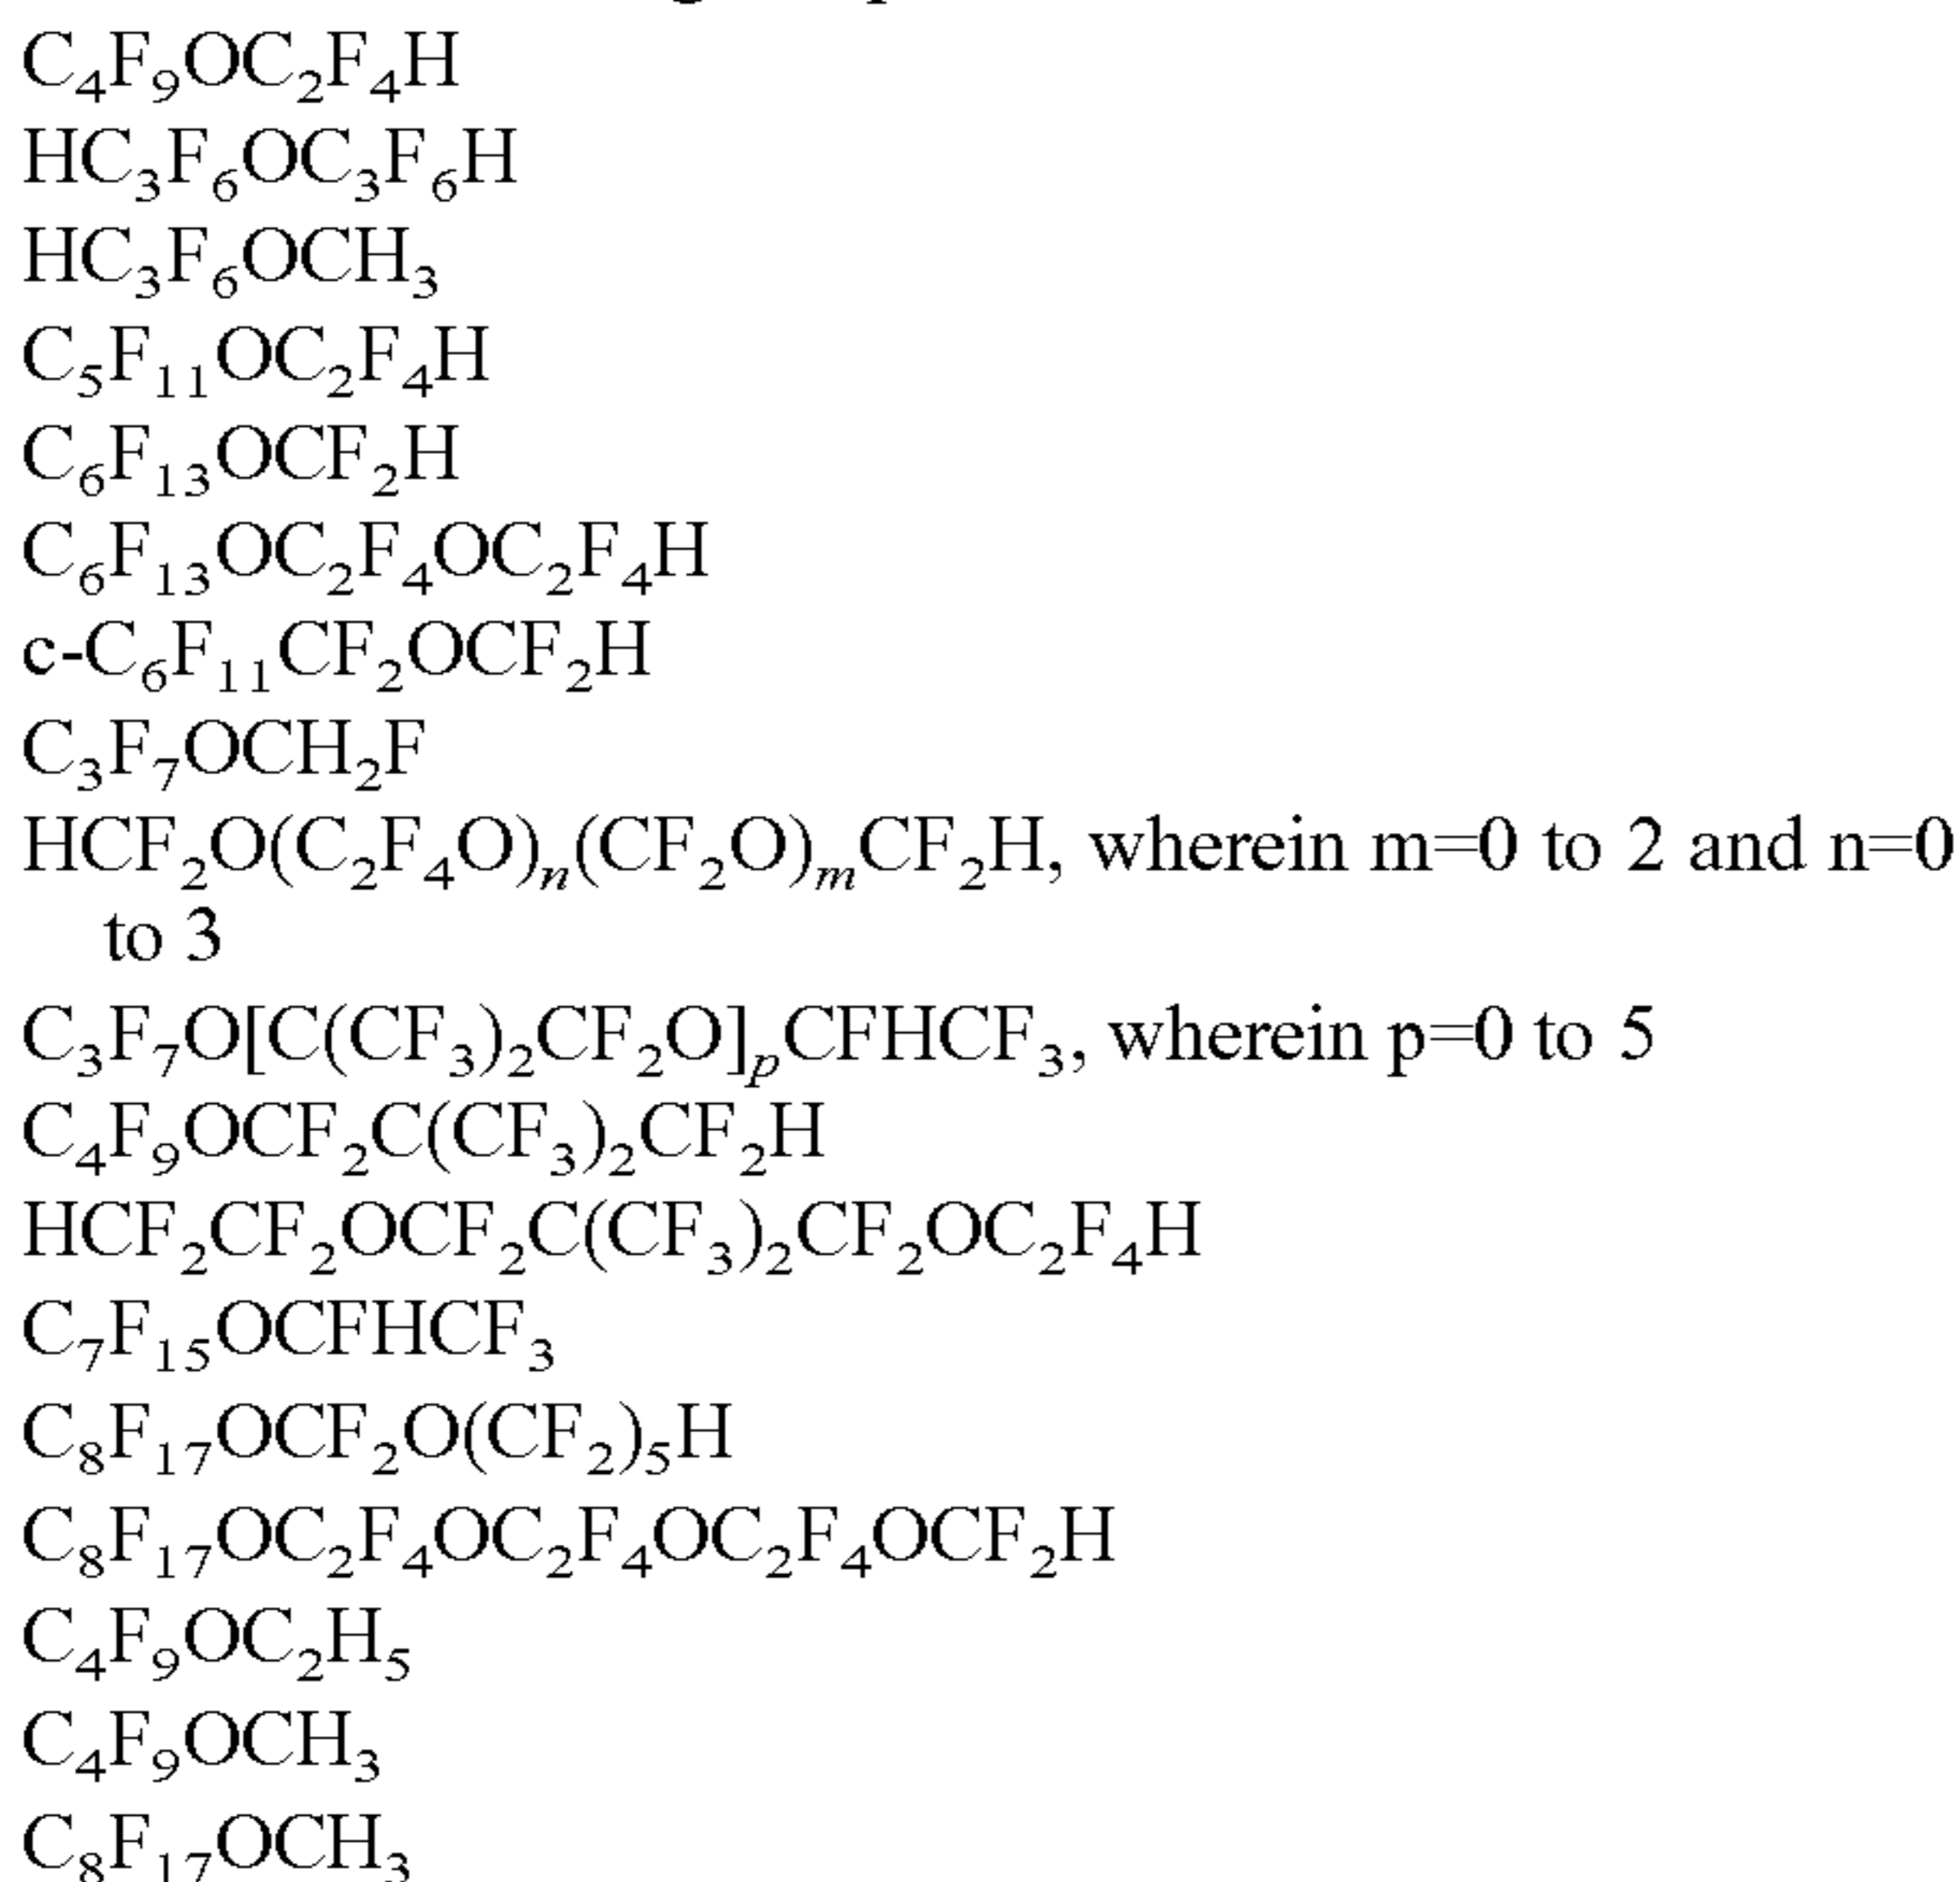 C₄F₉OC₂F₄H
HC₃F₆OC₃F₆H
HC₃F₆OCH₃
C₅F₁₁OC₂F₄H
C₆F₁₃OCF₂H
C₆F₁₃OC₂F₄OC₂F₄H
c-C₆F₁₁CF₂OCF₂H
C₃F₇OCH₂F
HCF₂O(C₂F₄O)ₙ(CF₂O)ₘCF₂H, wherein m=0 to 2 and n=0
to 3
C₃F₇O[C(CF₃)₂CF₂O]ₚCFHCF₃, wherein p=0 to 5
C₄F₉OCF₂C(CF₃)₂CF₂H
HCF₂CF₂OCF₂C(CF₃)₂CF₂OC₂F₄H
C₇F₁₅OCFHCF₃
C₈F₁₇OCF₂O(CF₂)₅H
C₈F₁₇OC₂F₄OC₂F₄OC₂F₄OCF₂H
C₄F₉OC₂H₅
C₄F₉OCH₃
C₈F₁₇OCH₃